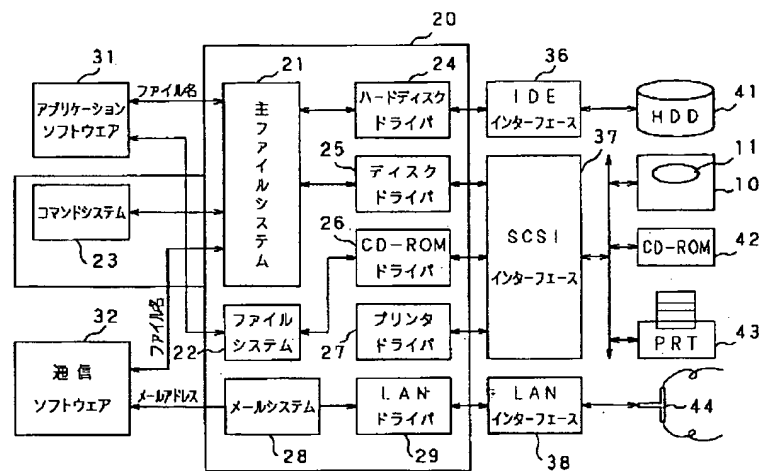 20
31
アプリケーション
ソフトウェア
ファイル名
21
主ファイルシステム
24
ハードディスク
ドライバ
36
IDE
インターフェース
HDD
41
25
ディスク
ドライバ
37
11
10
コマンドシステム
23
26
CD-ROM
ドライバ
SCSI
インターフェース
CD-ROM
42
32
通信
ソフトウェア
ファイル名
22
ファイル
システム
27
プリンタ
ドライバ
PRT
43
メールアドレス
メールシステム
28
LAN
ドライバ
29
LAN
インターフェース
38
44